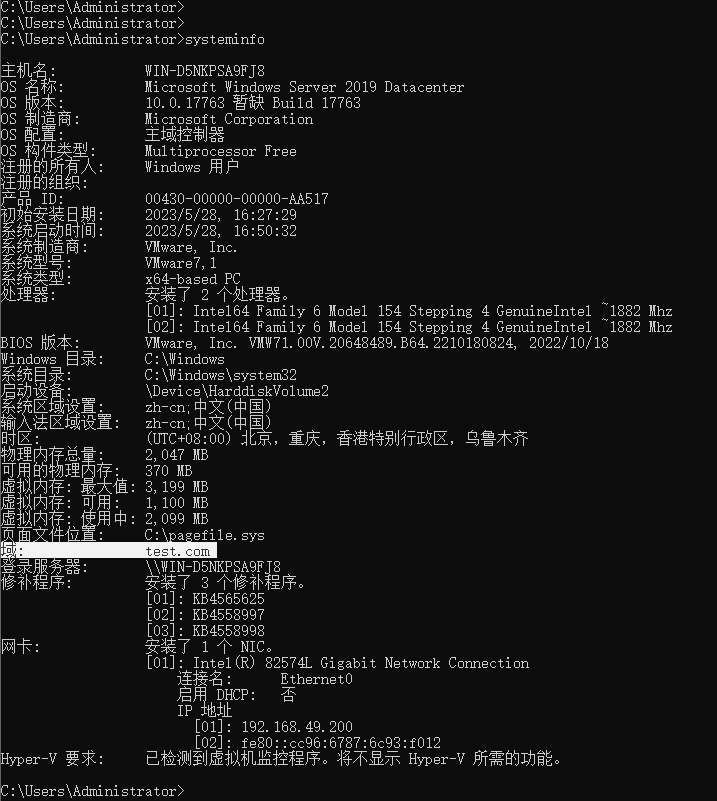 C:\Users\Administrator>
C:\Users\Administrator>
C:\Users\Administrator>systeminfo
主机名: WIN-D5NKPSA9FJ8
OS 名称: Microsoft Windows Server 2019 Datacenter
OS 版本: 10.0.17763 暂缺 Build 17763
OS 制造商: Microsoft Corporation
OS 配置: 主域控制器
OS 构件类型: Multiprocessor Free
注册的所有人: Windows 用户
注册的组织:
产品 ID: 00430-00000-00000-AA517
初始安装日期: 2023/5/28, 16:27:29
系统启动时间: 2023/5/28, 16:50:32
系统制造商: VMware, Inc.
系统型号: VMware7,1
系统类型: x64-based PC
处理器: 安装了 2 个处理器。
[01]: Intel64 Family 6 Model 154 Stepping 4 GenuineIntel ~1882 Mhz
[02]: Intel64 Family 6 Model 154 Stepping 4 GenuineIntel ~1882 Mhz
BIOS 版本: VMware, Inc. VMW71.00V.20648489.B64.2210180824, 2022/10/18
Windows 目录: C:\Windows
系统目录: C:\Windows\system32
启动设备: \Device\HarddiskVolume2
系统区域设置: zh-cn;中文(中国)
输入法区域设置: zh-cn;中文(中国)
时区: (UTC+08:00) 北京，重庆，香港特别行政区，乌鲁木齐
物理内存总量: 2,047 MB
可用的物理内存: 370 MB
虚拟内存: 最大值: 3,199 MB
虚拟内存: 可用: 1,100 MB
虚拟内存: 使用中: 2,099 MB
页面文件位置: C:\pagefile.sys
域: test.com
登录服务器: \\WIN-D5NKPSA9FJ8
修补程序: 安装了 3 个修补程序。
[01]: KB4565625
[02]: KB4558997
[03]: KB4558998
网卡: 安装了 1 个 NIC。
[01]: Intel(R) 82574L Gigabit Network Connection
连接名: Ethernet0
启用 DHCP: 否
IP 地址
[01]: 192.168.49.200
[02]: fe80::cc96:6787:6c93:f012
Hyper-V 要求: 已检测到虚拟机监控程序。将不显示 Hyper-V 所需的功能。
C:\Users\Administrator>